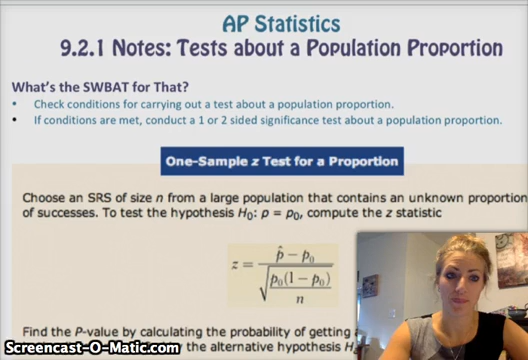 AP Statistics
9.2.1 Notes: Tests about a Population Proportion
What's the SWBAT for That?
• Check conditions for carrying out a test about a population proportion.
• If conditions are met, conduct a 1 or 2 sided significance test about a population proportion.
One-Sample z Test for a Proportion
Choose an SRS of size n from a large population that contains an unknown proportion
of successes. To test the hypothesis H₀: p = p₀, compute the z statistic
z = (p̂ − p₀) / √(p₀(1 − p₀) / n)
Find the P-value by calculating the probability of getting
Screencast-O-Matic.com y the alternative hypothesis H